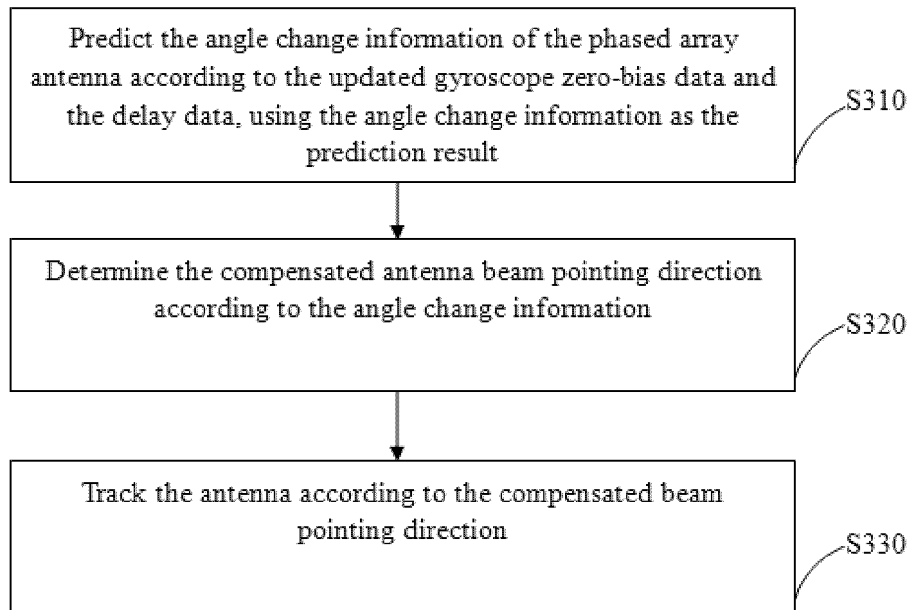 Predict the angle change information of the phased array
antenna according to the updated gyroscope zero-bias data and
the delay data, using the angle change information as the
prediction result
S310
Determine the compensated antenna beam pointing direction
according to the angle change information
S320
Track the antenna according to the compensated beam
pointing direction
S330